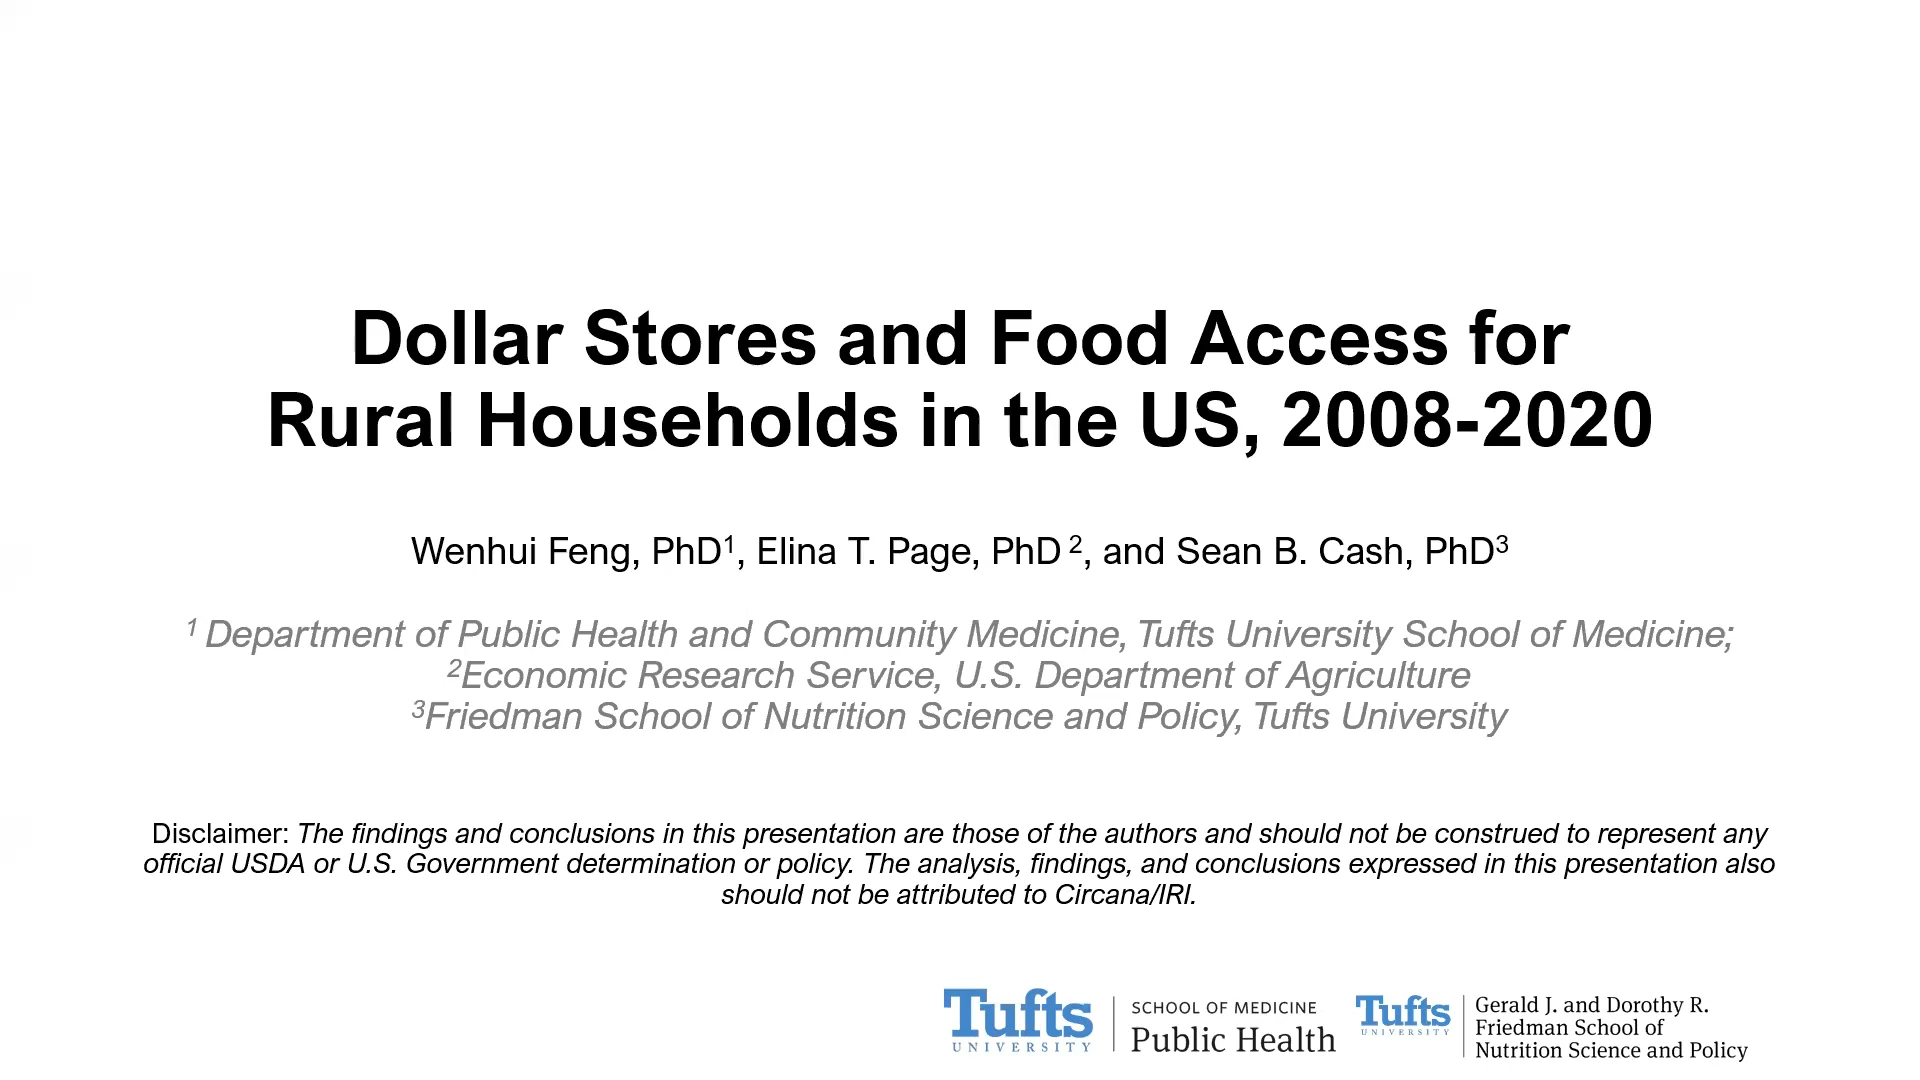 Dollar Stores and Food Access for
Rural Households in the US, 2008-2020
Wenhui Feng, PhD1, Elina T. Page, PhD 2, and Sean B. Cash, PhD3
1 Department of Public Health and Community Medicine, Tufts University School of Medicine;
2Economic Research Service, U.S. Department of Agriculture
3Friedman School of Nutrition Science and Policy, Tufts University
Disclaimer: The findings and conclusions in this presentation are those of the authors and should not be construed to represent any
official USDA or U.S. Government determination or policy. The analysis, findings, and conclusions expressed in this presentation also
should not be attributed to Circana/IRI.
Tufts
UNIVERSITY
SCHOOL OF MEDICINE
Public Health
Tufts
UNIVERSITY
Gerald J. and Dorothy R.
Friedman School of
Nutrition Science and Policy